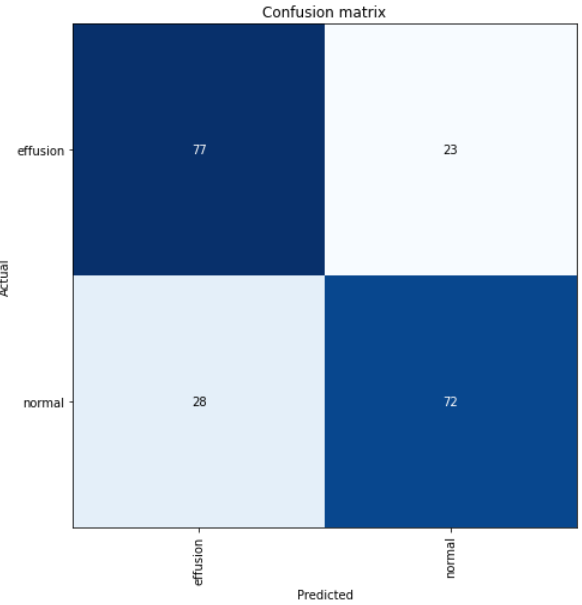 Confusion matrix
effusion
77
23
Actual
normal
28
72
effusion
normal
Predicted